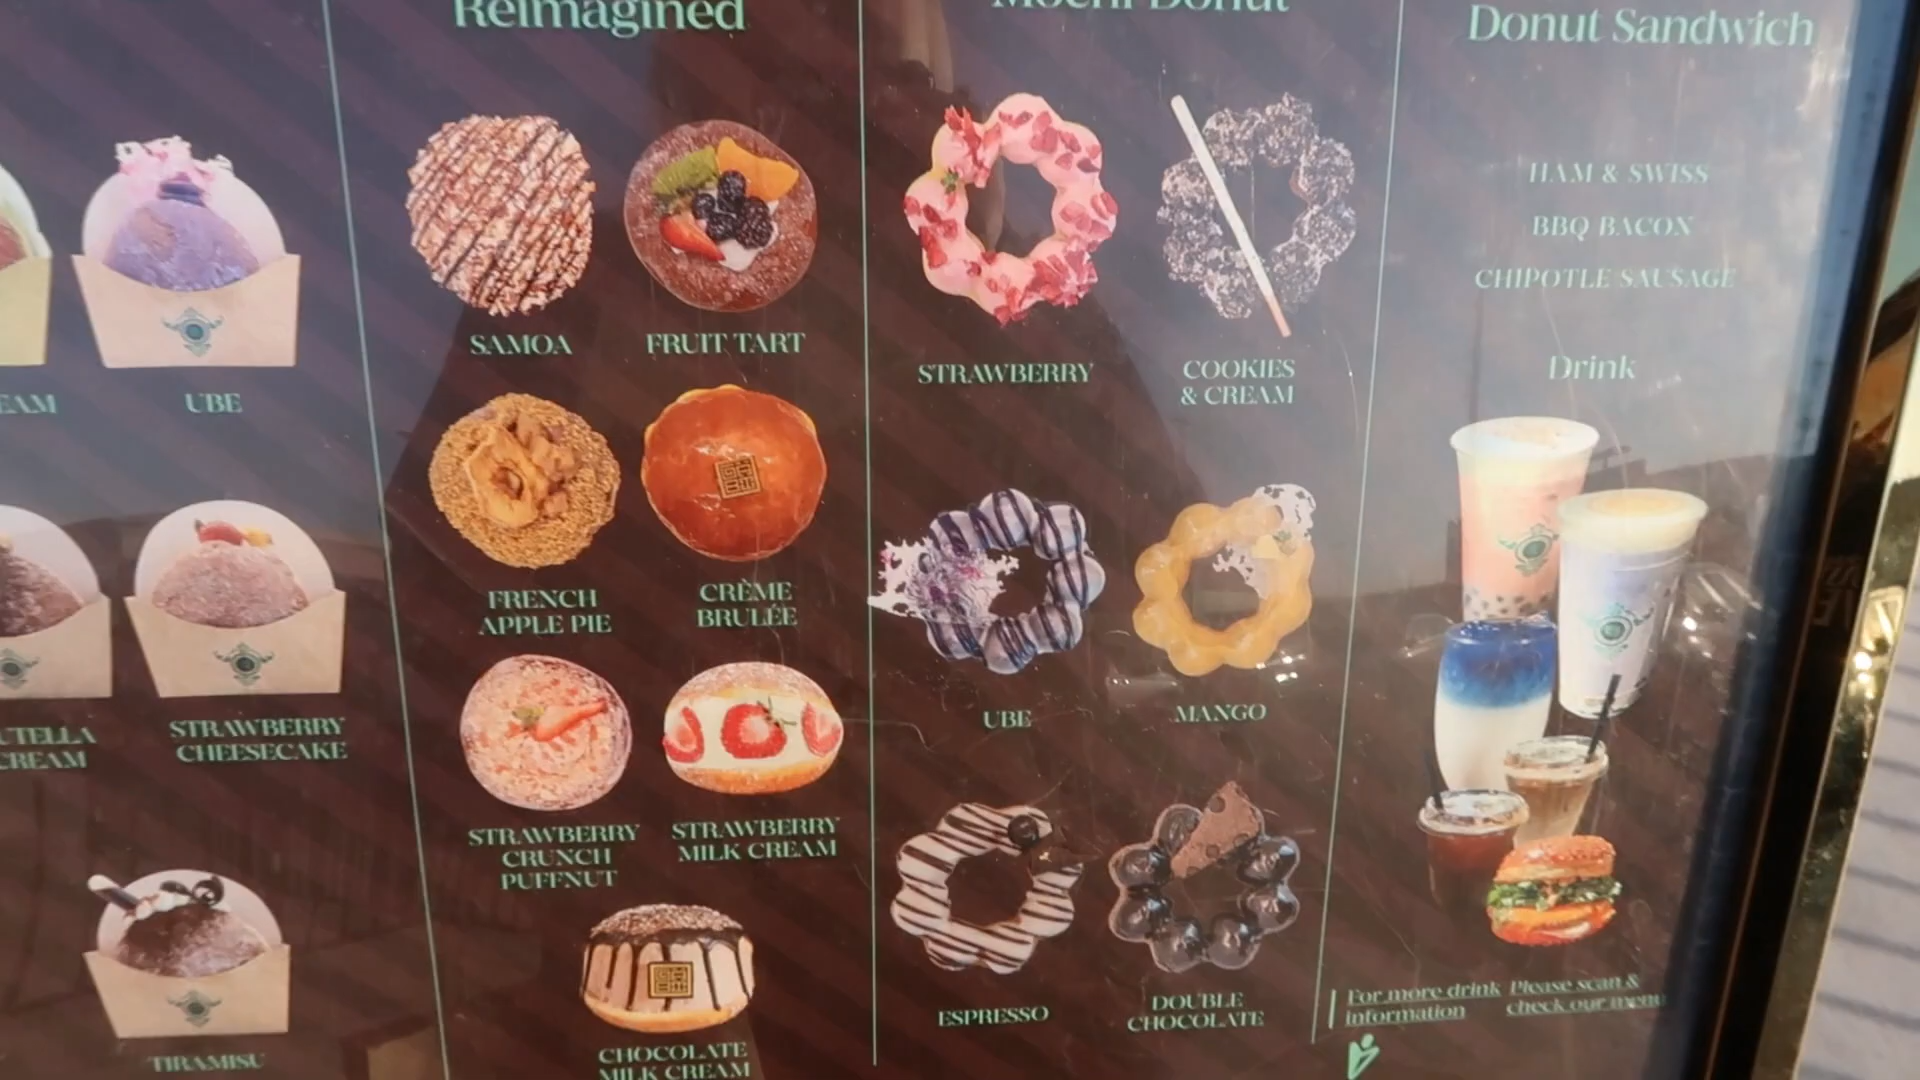 Reimagined
Mochi Donut
Donut Sandwich
UBE
STRAWBERRY
CHEESECAKE
CREAM
TIRAMISU
SAMOA
FRUIT TART
FRENCH
APPLE PIE
CRÈME
BRULÉE
STRAWBERRY
CRUNCH
PUFFNUT
STRAWBERRY
MILK CREAM
CHOCOLATE
MILK CREAM
STRAWBERRY
COOKIES
& CREAM
UBE
MANGO
ESPRESSO
DOUBLE
CHOCOLATE
HAM & SWISS
BBQ BACON
CHIPOTLE SAUSAGE
Drink
For more drink
information
Please scan &
check our menu